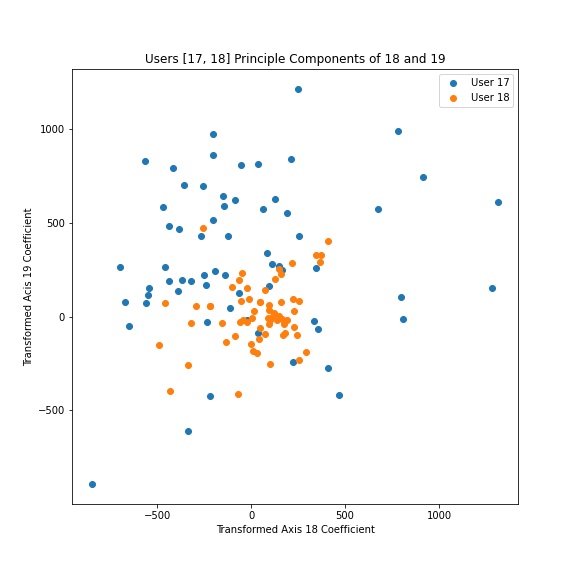 Users [17, 18] Principle Components of 18 and 19
User 17
User 18
1000
500
0
−500
Transformed Acis 19 Coefficient
−500
0
500
1000
Transformed Axis 18 Coefficient